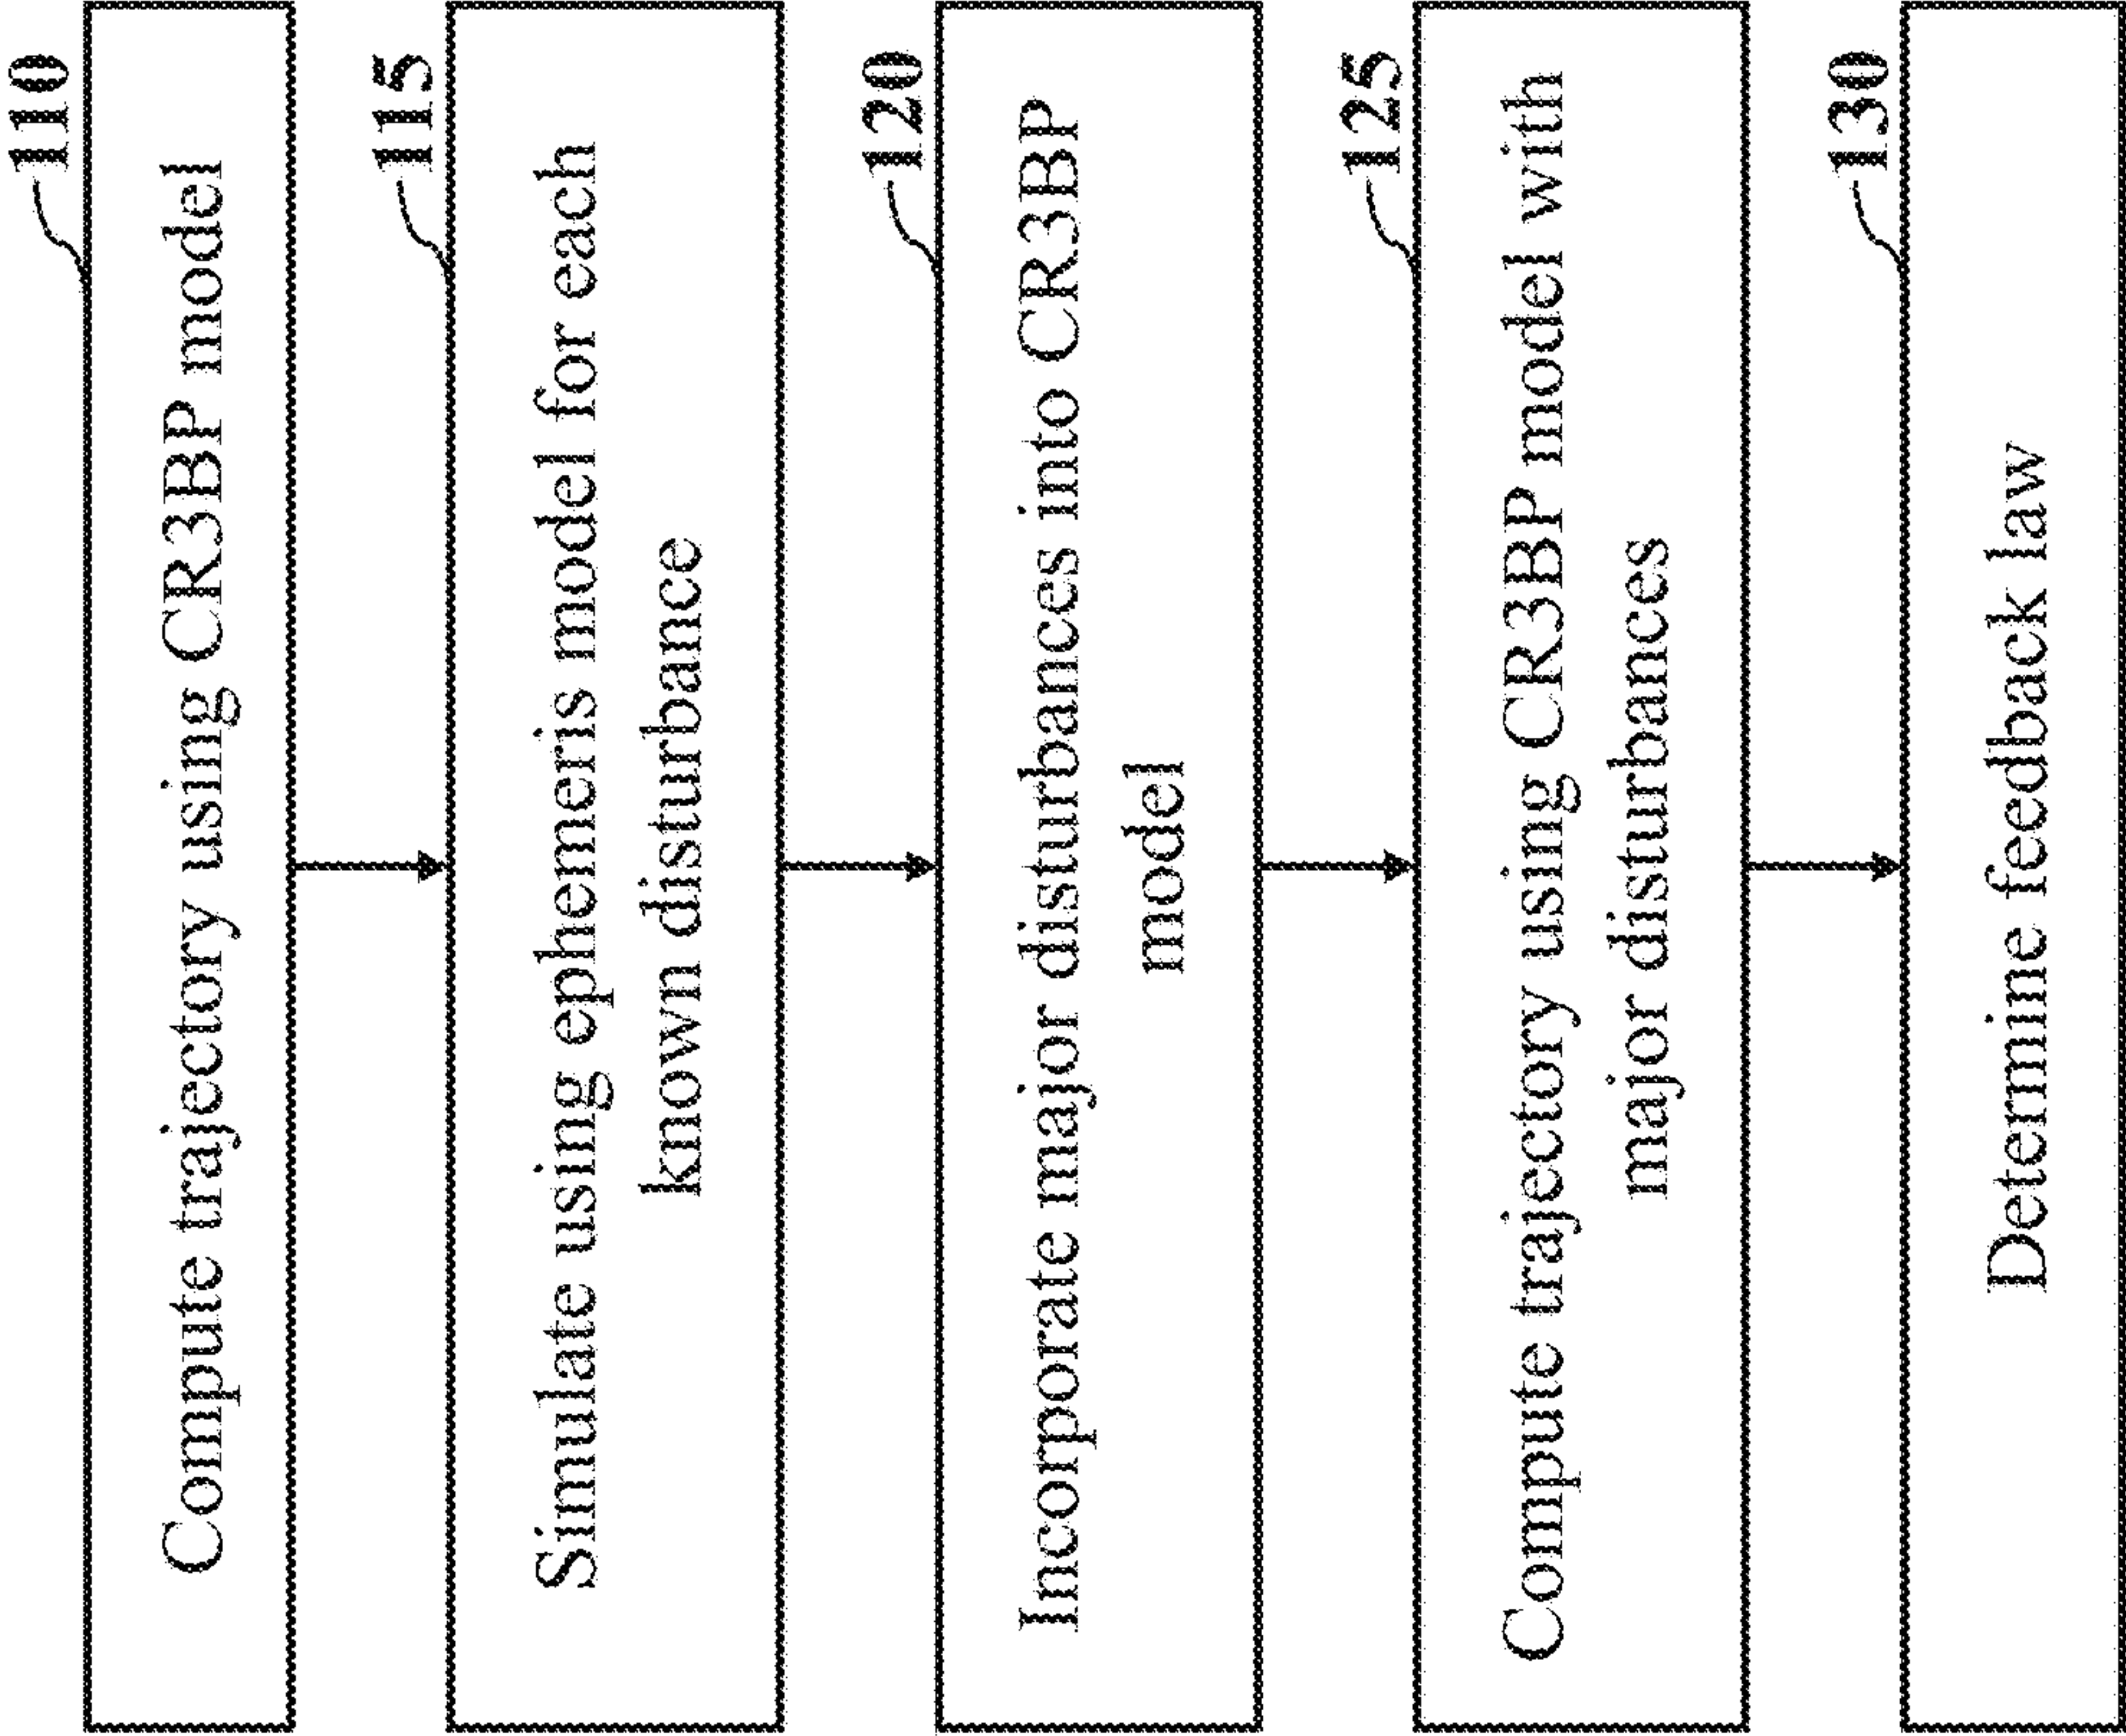 110
Compute trajectory using CR3BP model
115
Simulate using ephemeris model for each
known disturbance
120
Incorporate major disturbances into CR3BP
model
125
Compute trajectory using CR3BP model with
major disturbances
130
Determine feedback law